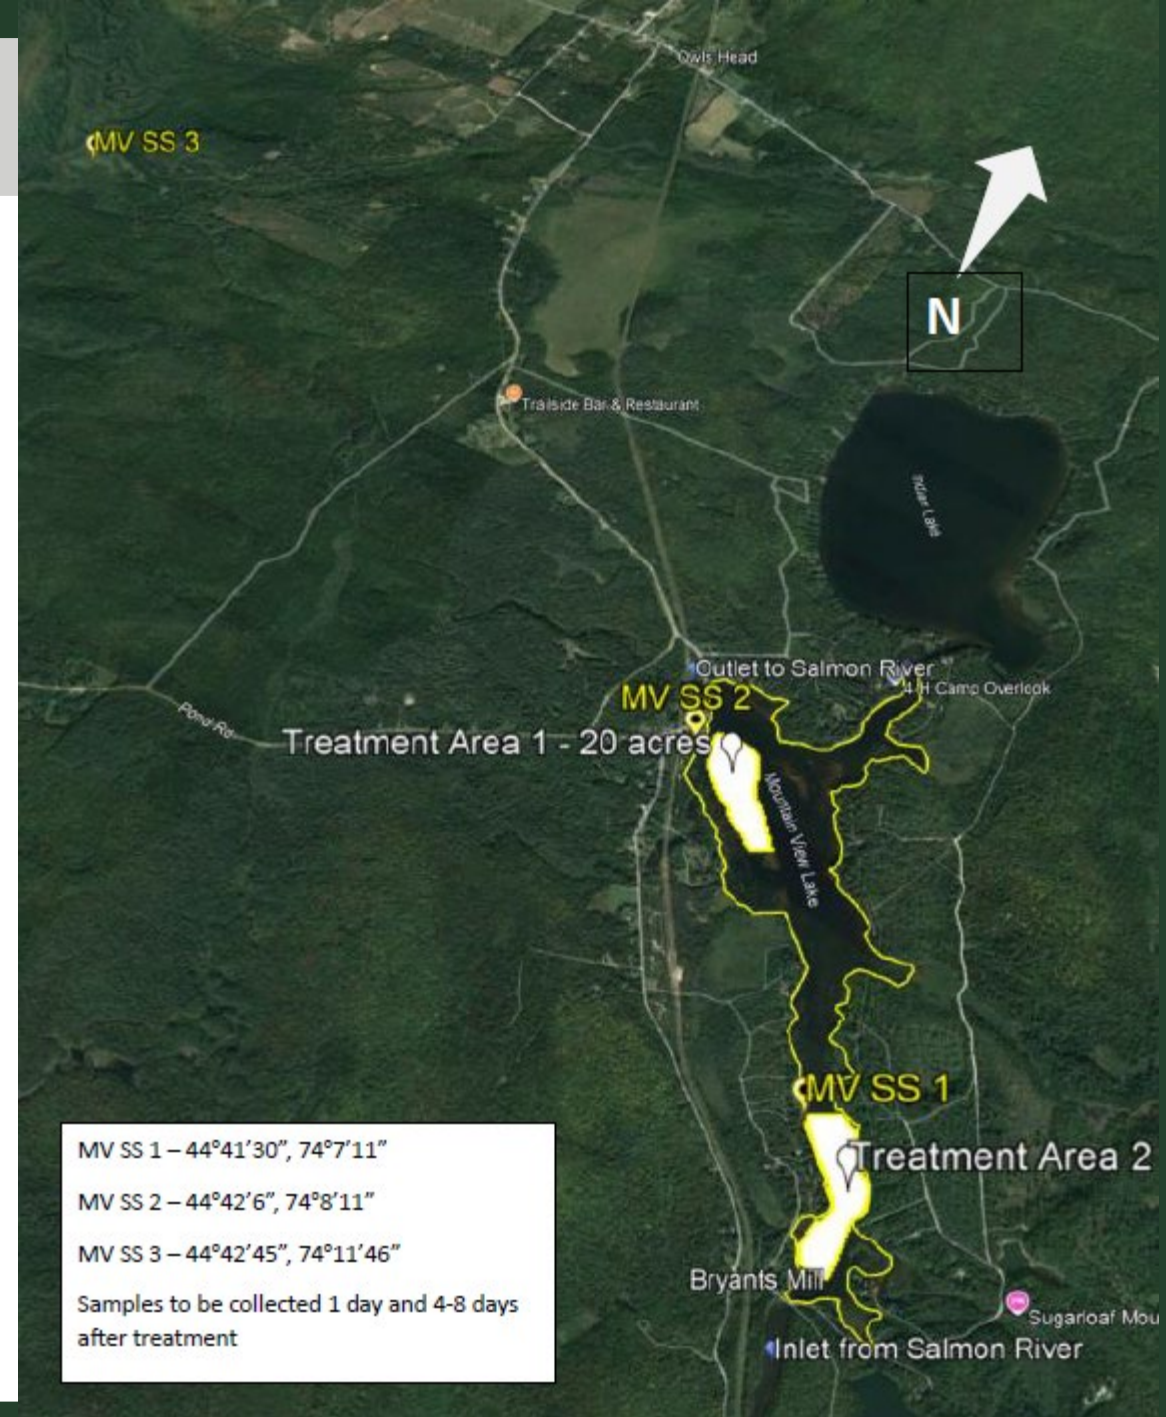 Owls Head
MV SS 3
N
Trailside Bar & Restaurant
Indian Lake
Outlet to Salmon River
4-H Camp Overlook
MV SS 2
Pond Rd
Treatment Area 1 - 20 acres
Mountain View Lake
MV SS 1
Treatment Area 2
MV SS 1 – 44°41’30”, 74°7’11”
MV SS 2 – 44°42’6”, 74°8’11”
MV SS 3 – 44°42’45”, 74°11’46”
Samples to be collected 1 day and 4-8 days
after treatment
Bryants Mill
Sugarloaf Mou
Inlet from Salmon River